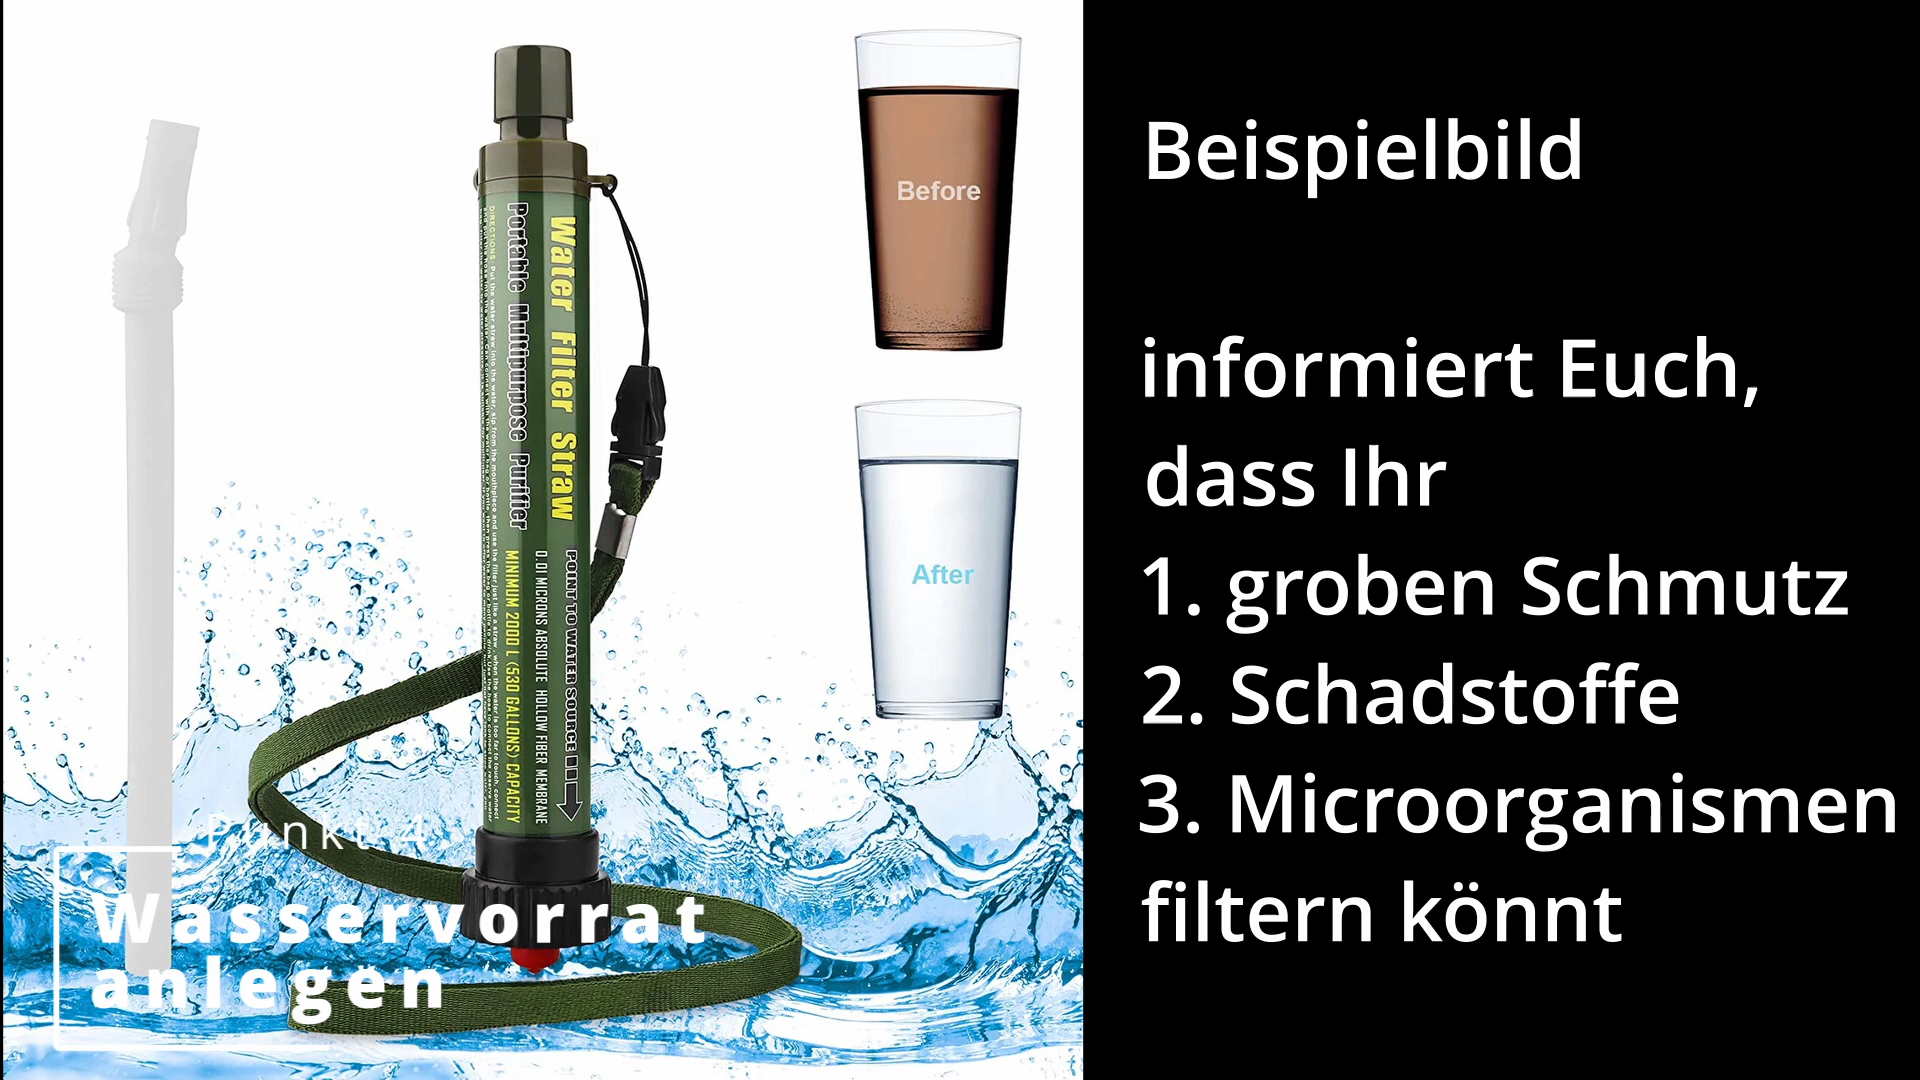 Beispielbild
informiert Euch,
dass Ihr
1. groben Schmutz
2. Schadstoffe
3. Microorganismen
filtern könnt
Before
After
Water Filter Straw
Portable Multipurpose Purifier
POINT TO WATER SOURCE
0.01 MICRONS ABSOLUTE HOLLOW FIBER MEMBRANE
MINIMUM 2000 L (530 GALLONS) CAPACITY
Punkt 4
Wasservorrat
anlegen